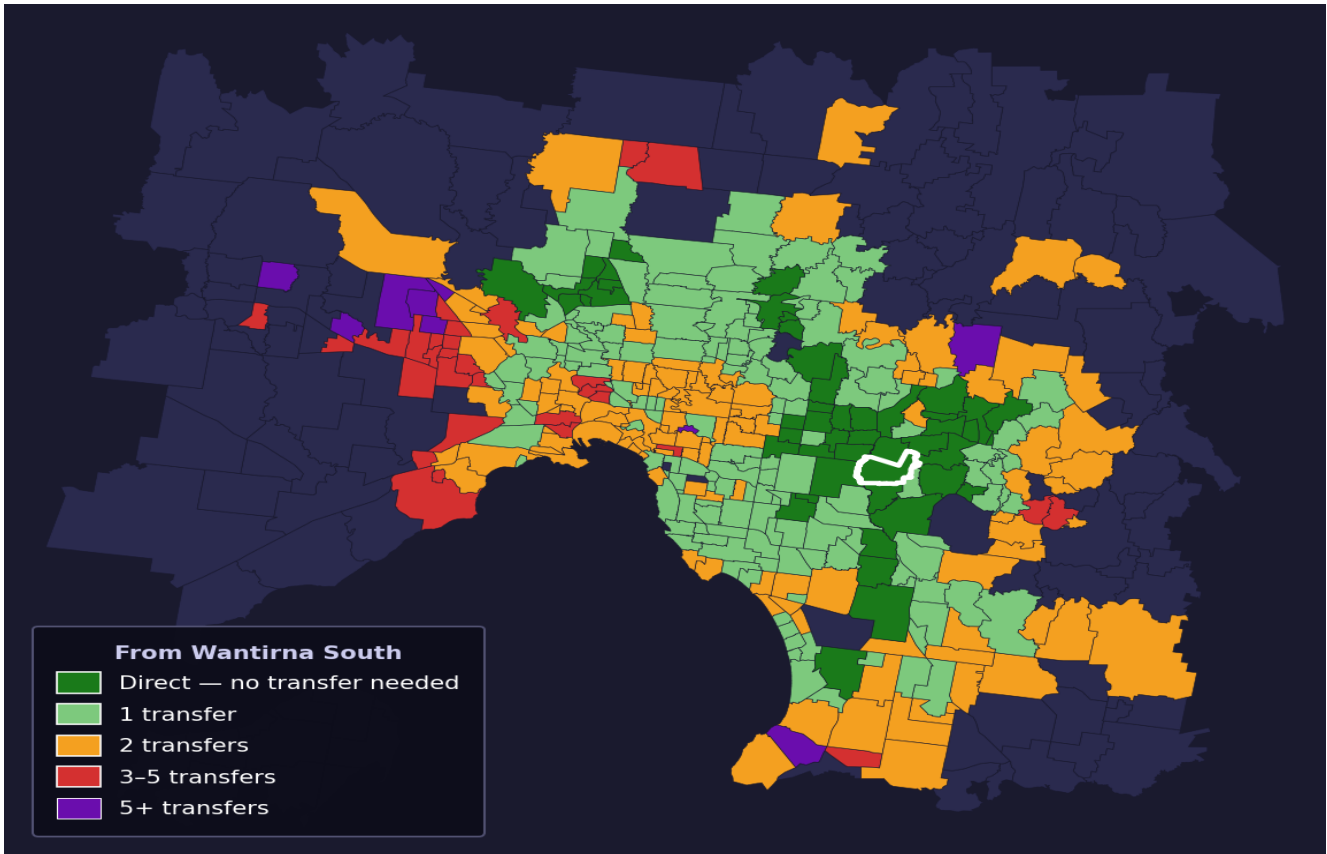 From Wantirna South
Direct — no transfer needed
1 transfer
2 transfers
3–5 transfers
5+ transfers